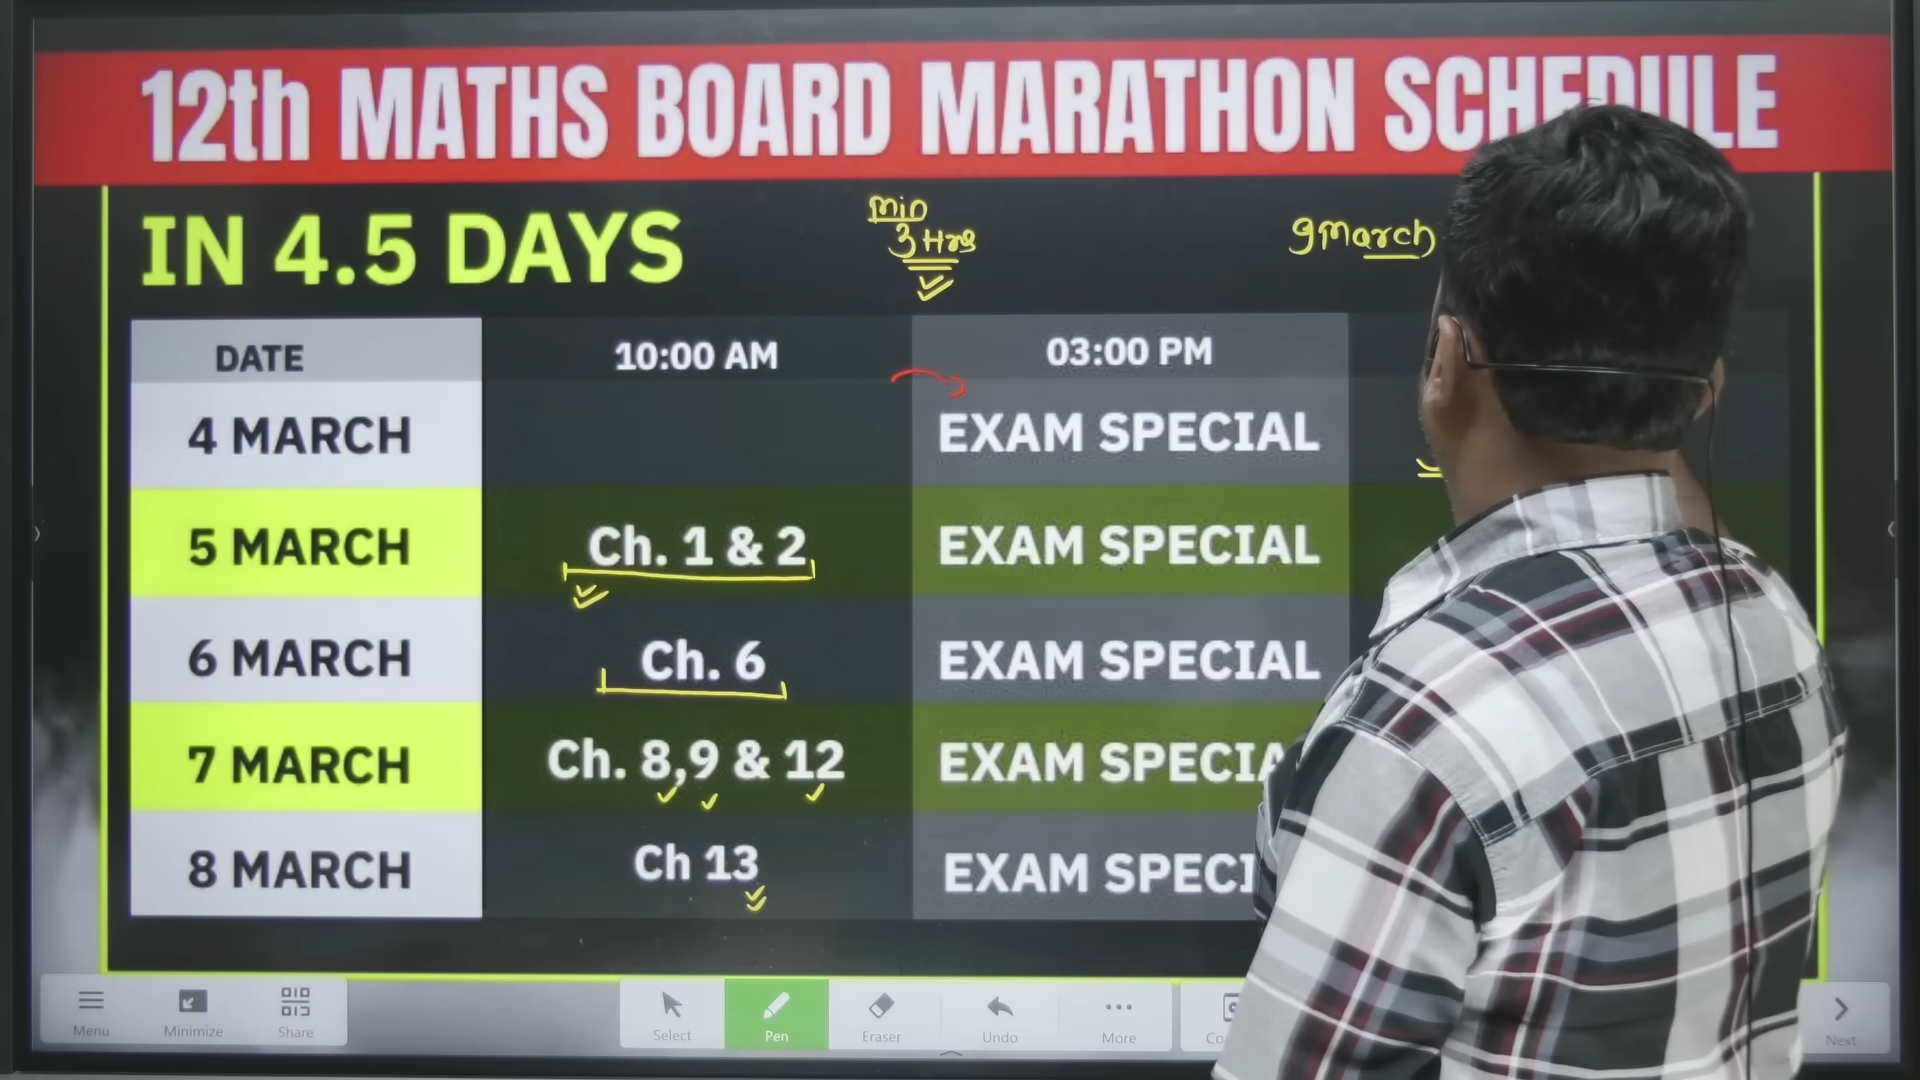 12th MATHS BOARD MARATHON SCHEDULE
IN 4.5 DAYS
min
3 Hrs
9 march
DATE 10:00 AM 03:00 PM
4 MARCH EXAM SPECIAL
5 MARCH Ch. 1 & 2 EXAM SPECIAL
6 MARCH Ch. 6 EXAM SPECIAL
7 MARCH Ch. 8,9 & 12 EXAM SPECIA
8 MARCH Ch 13 EXAM SPECI
Menu Minimize Share Select Pen Eraser Undo More Co Next